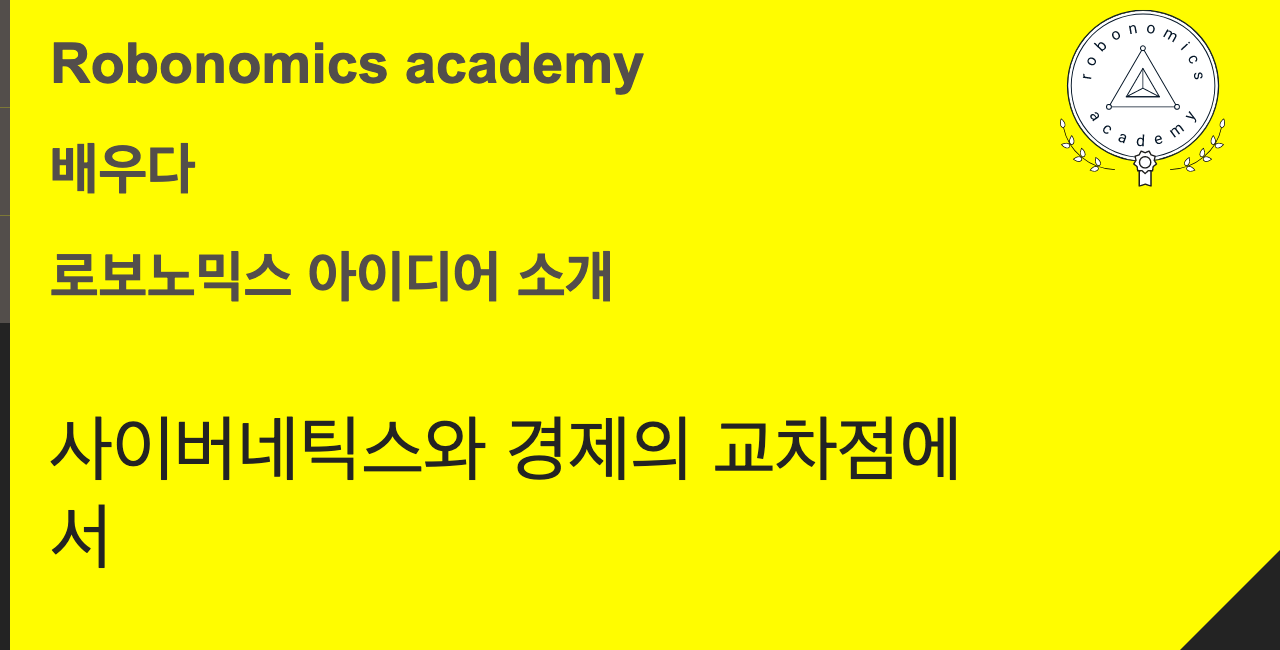 Robonomics academy
배우다
로보노믹스 아이디어 소개
사이버네틱스와 경제의 교차점에
서
robonomics
academy